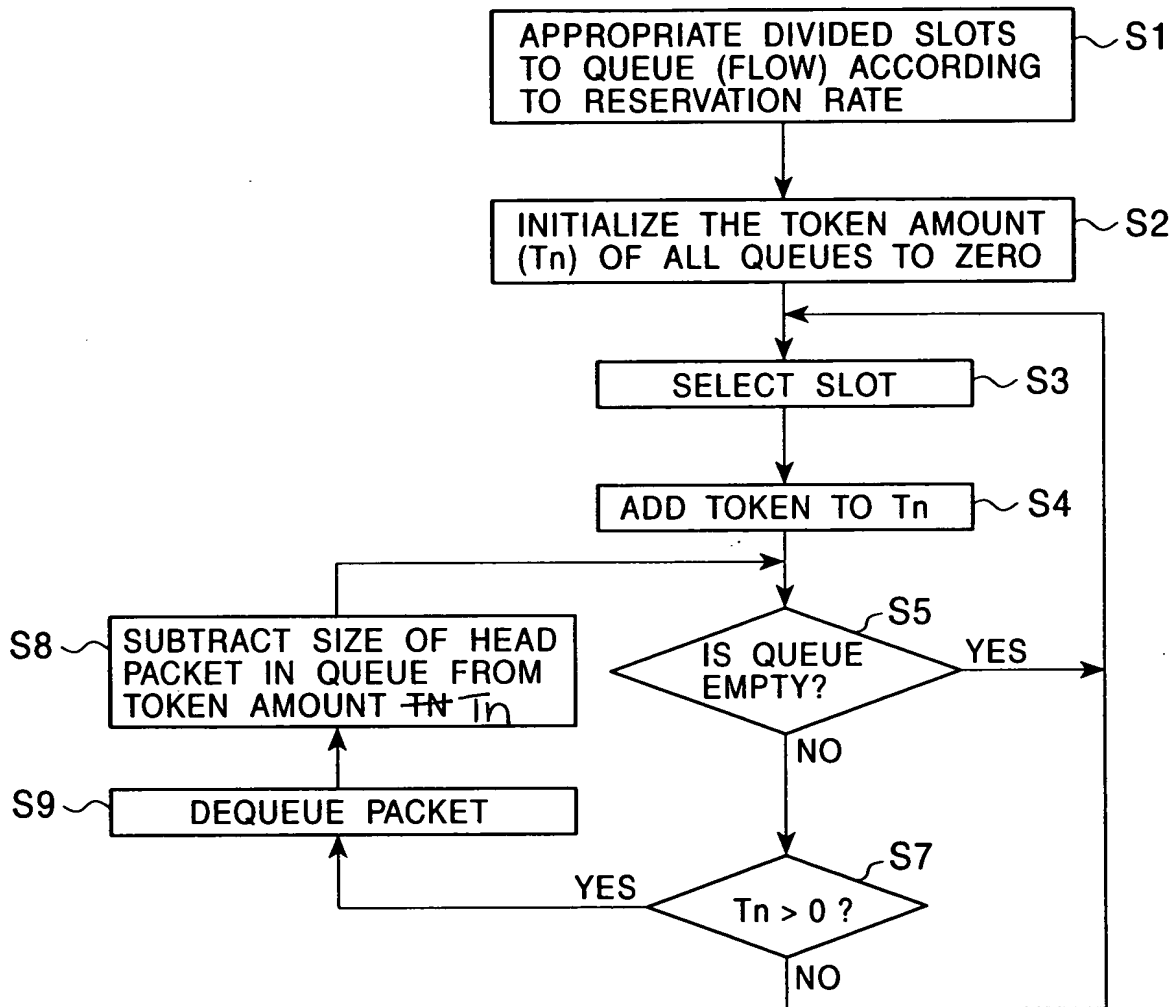 APPROPRIATE DIVIDED SLOTS
TO QUEUE (FLOW) ACCORDING
TO RESERVATION RATE
S1
INITIALIZE THE TOKEN AMOUNT
(Tn) OF ALL QUEUES TO ZERO
S2
SELECT SLOT
S3
ADD TOKEN TO Tn
S4
S5
IS QUEUE
EMPTY?
YES
NO
S8
SUBTRACT SIZE OF HEAD
PACKET IN QUEUE FROM
TOKEN AMOUNT TN Tn
S9
DEQUEUE PACKET
S7
Tn > 0 ?
YES
NO